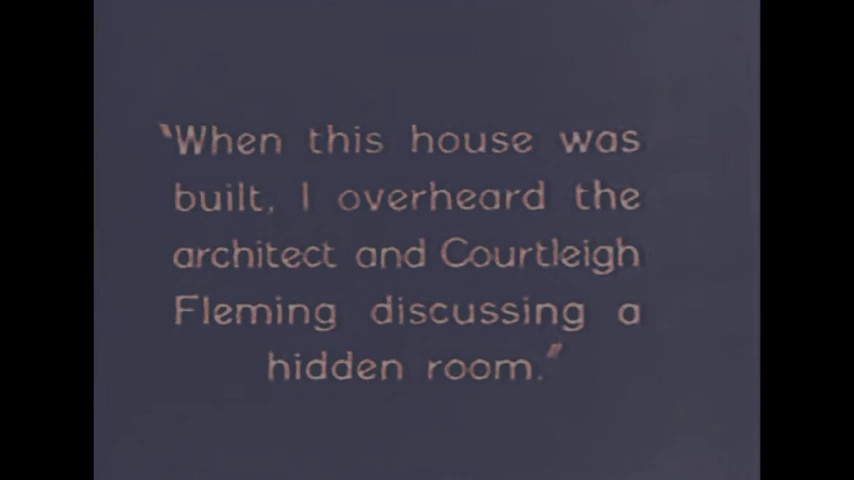 "When this house was
built, I overheard the
architect and Courtleigh
Fleming discussing a
hidden room."